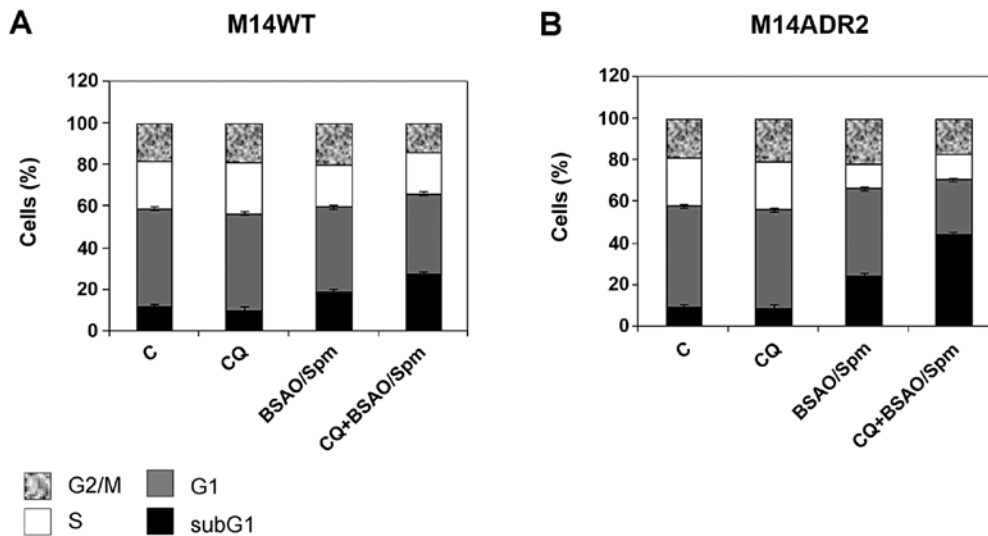 A
M14WT
Cells (%)
120
100
80
60
40
20
0
C
CQ
BSAO/Spm
CQ+BSAO/Spm
B
M14ADR2
Cells (%)
120
100
80
60
40
20
0
C
CQ
BSAO/Spm
CQ+BSAO/Spm
G2/M
G1
S
subG1